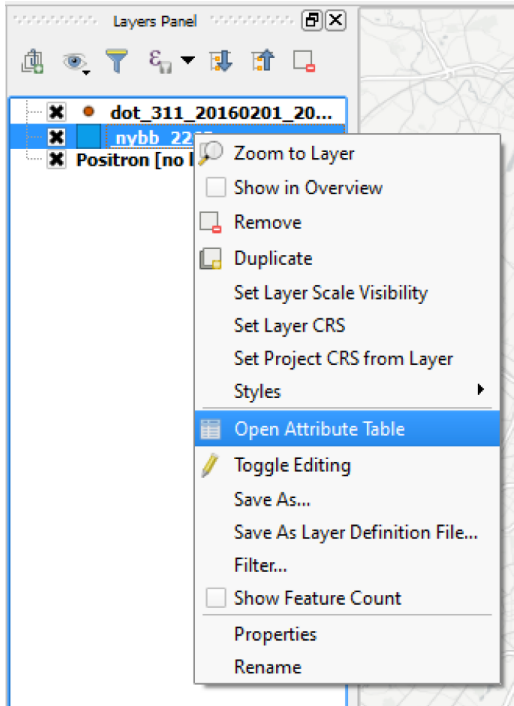 Layers Panel
dot_311_20160201_20...
nybb_22
Positron [no l
Zoom to Layer
Show in Overview
Remove
Duplicate
Set Layer Scale Visibility
Set Layer CRS
Set Project CRS from Layer
Styles
Open Attribute Table
Toggle Editing
Save As...
Save As Layer Definition File...
Filter...
Show Feature Count
Properties
Rename